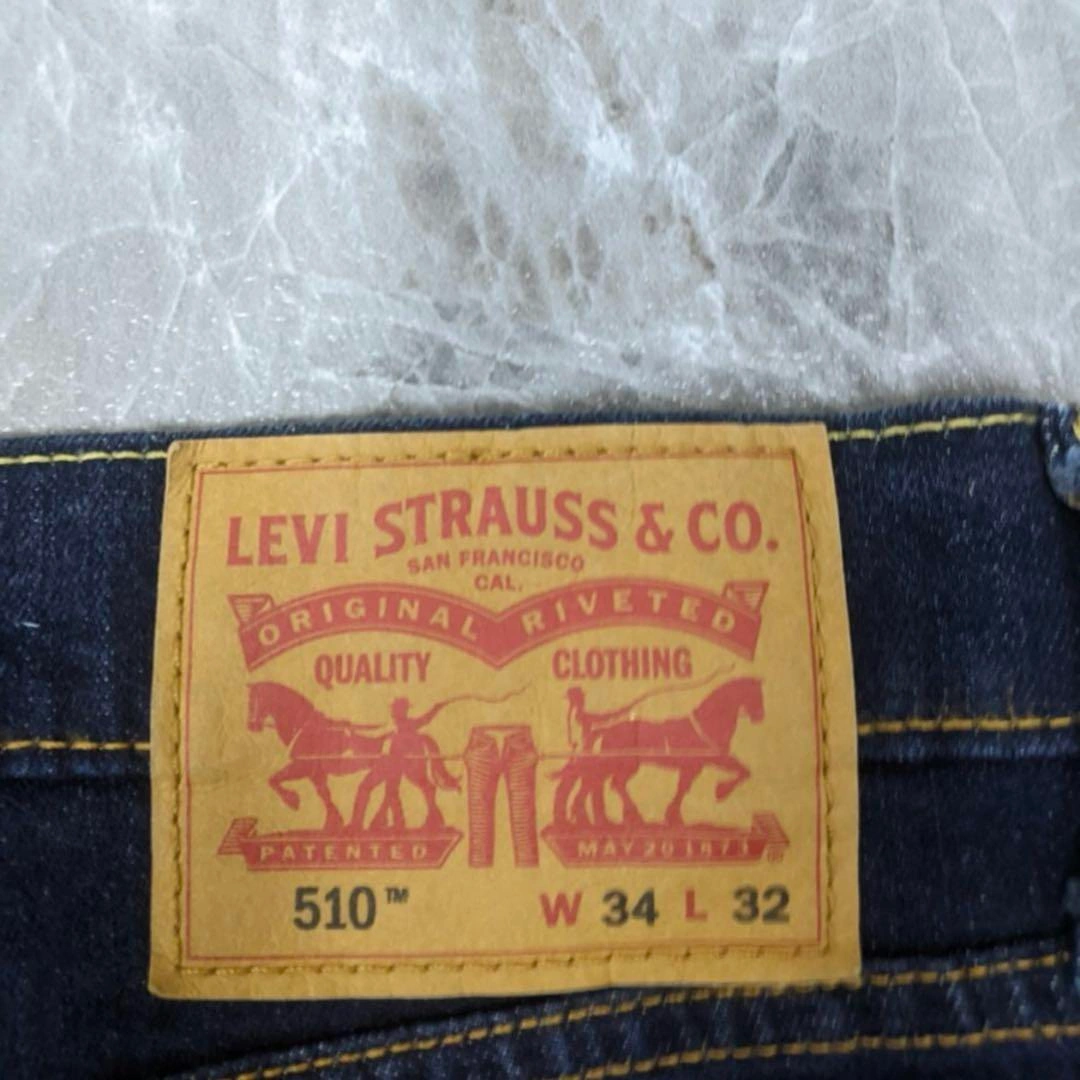 LEVI STRAUSS & CO.
SAN FRANCISCO
CAL.
ORIGINAL RIVETED
QUALITY CLOTHING
PATENTED MAY 20 1873
510™ W 34 L 32